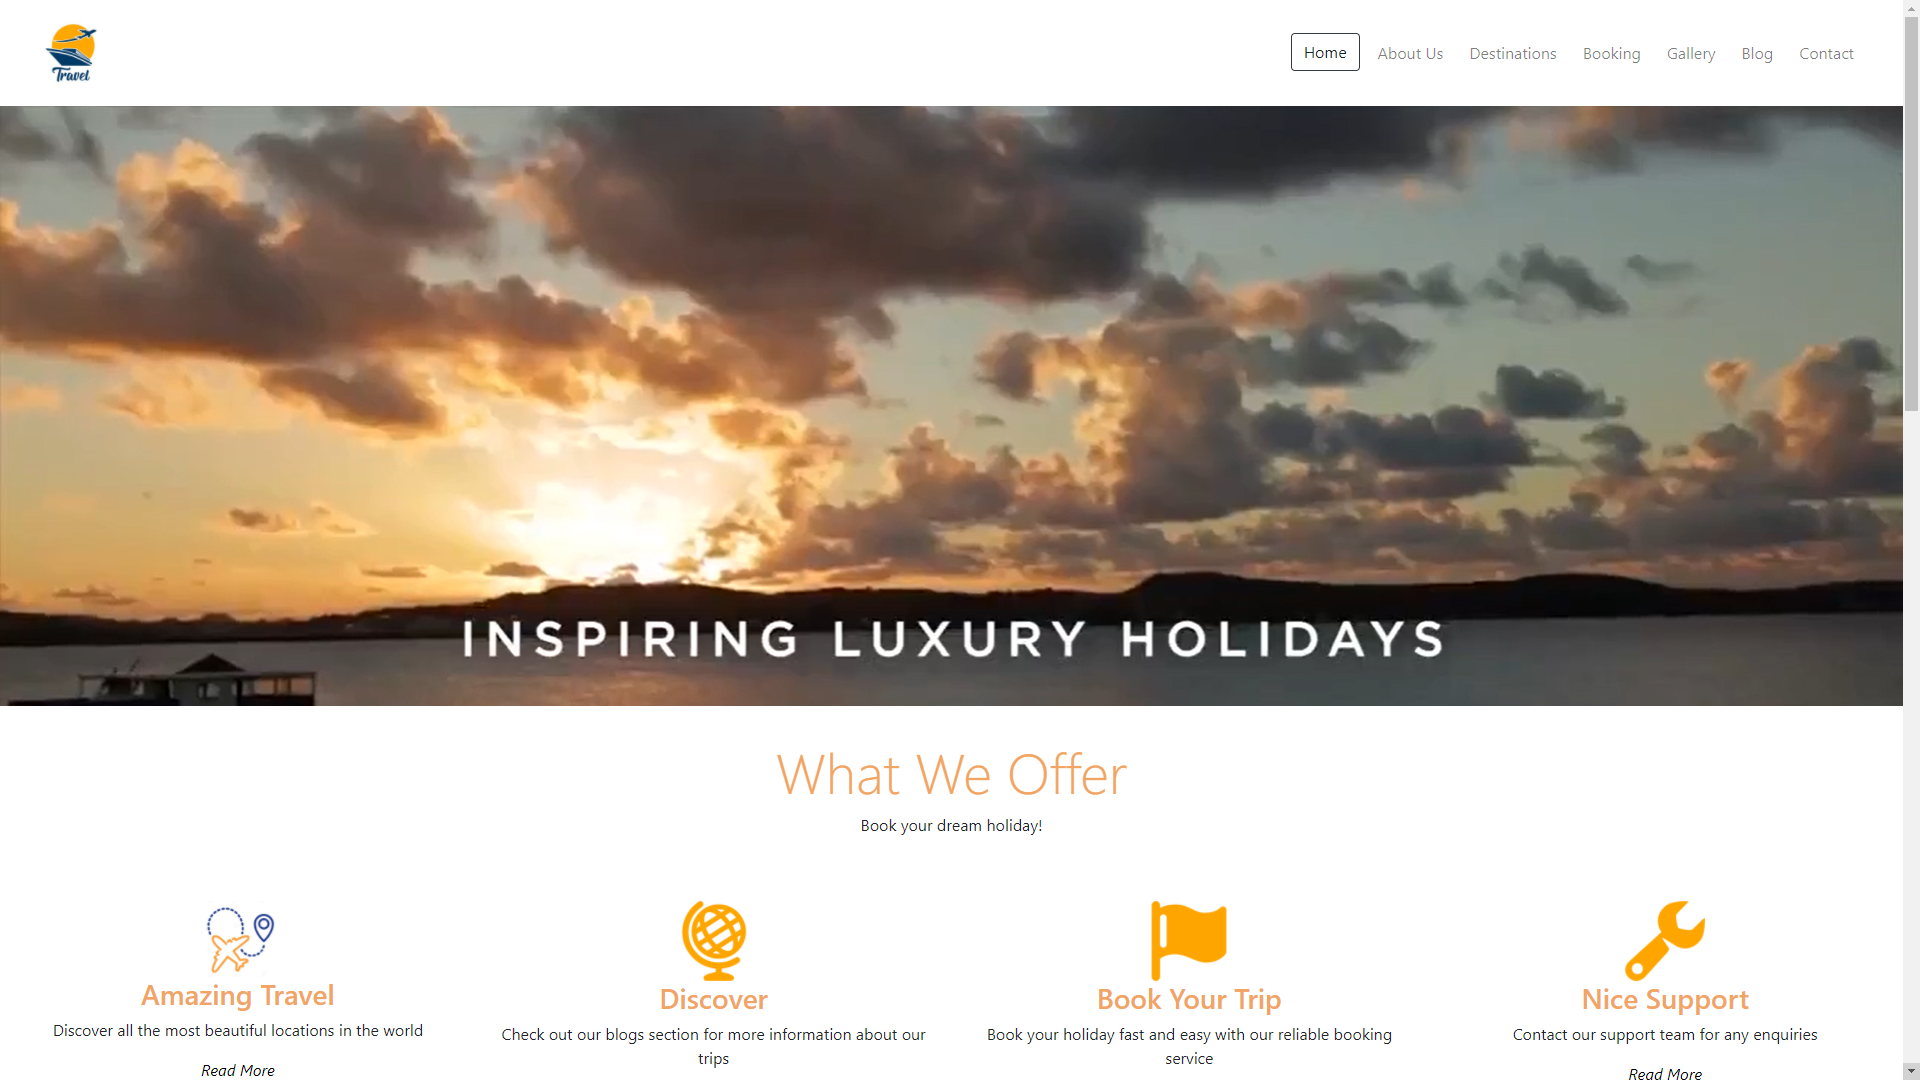 Travel
Home
About Us
Destinations
Booking
Gallery
Blog
Contact
INSPIRING LUXURY HOLIDAYS
What We Offer
Book your dream holiday!
Amazing Travel
Discover all the most beautiful locations in the world
Read More
Discover
Check out our blogs section for more information about our
trips
Book Your Trip
Book your holiday fast and easy with our reliable booking
service
Nice Support
Contact our support team for any enquiries
Read More